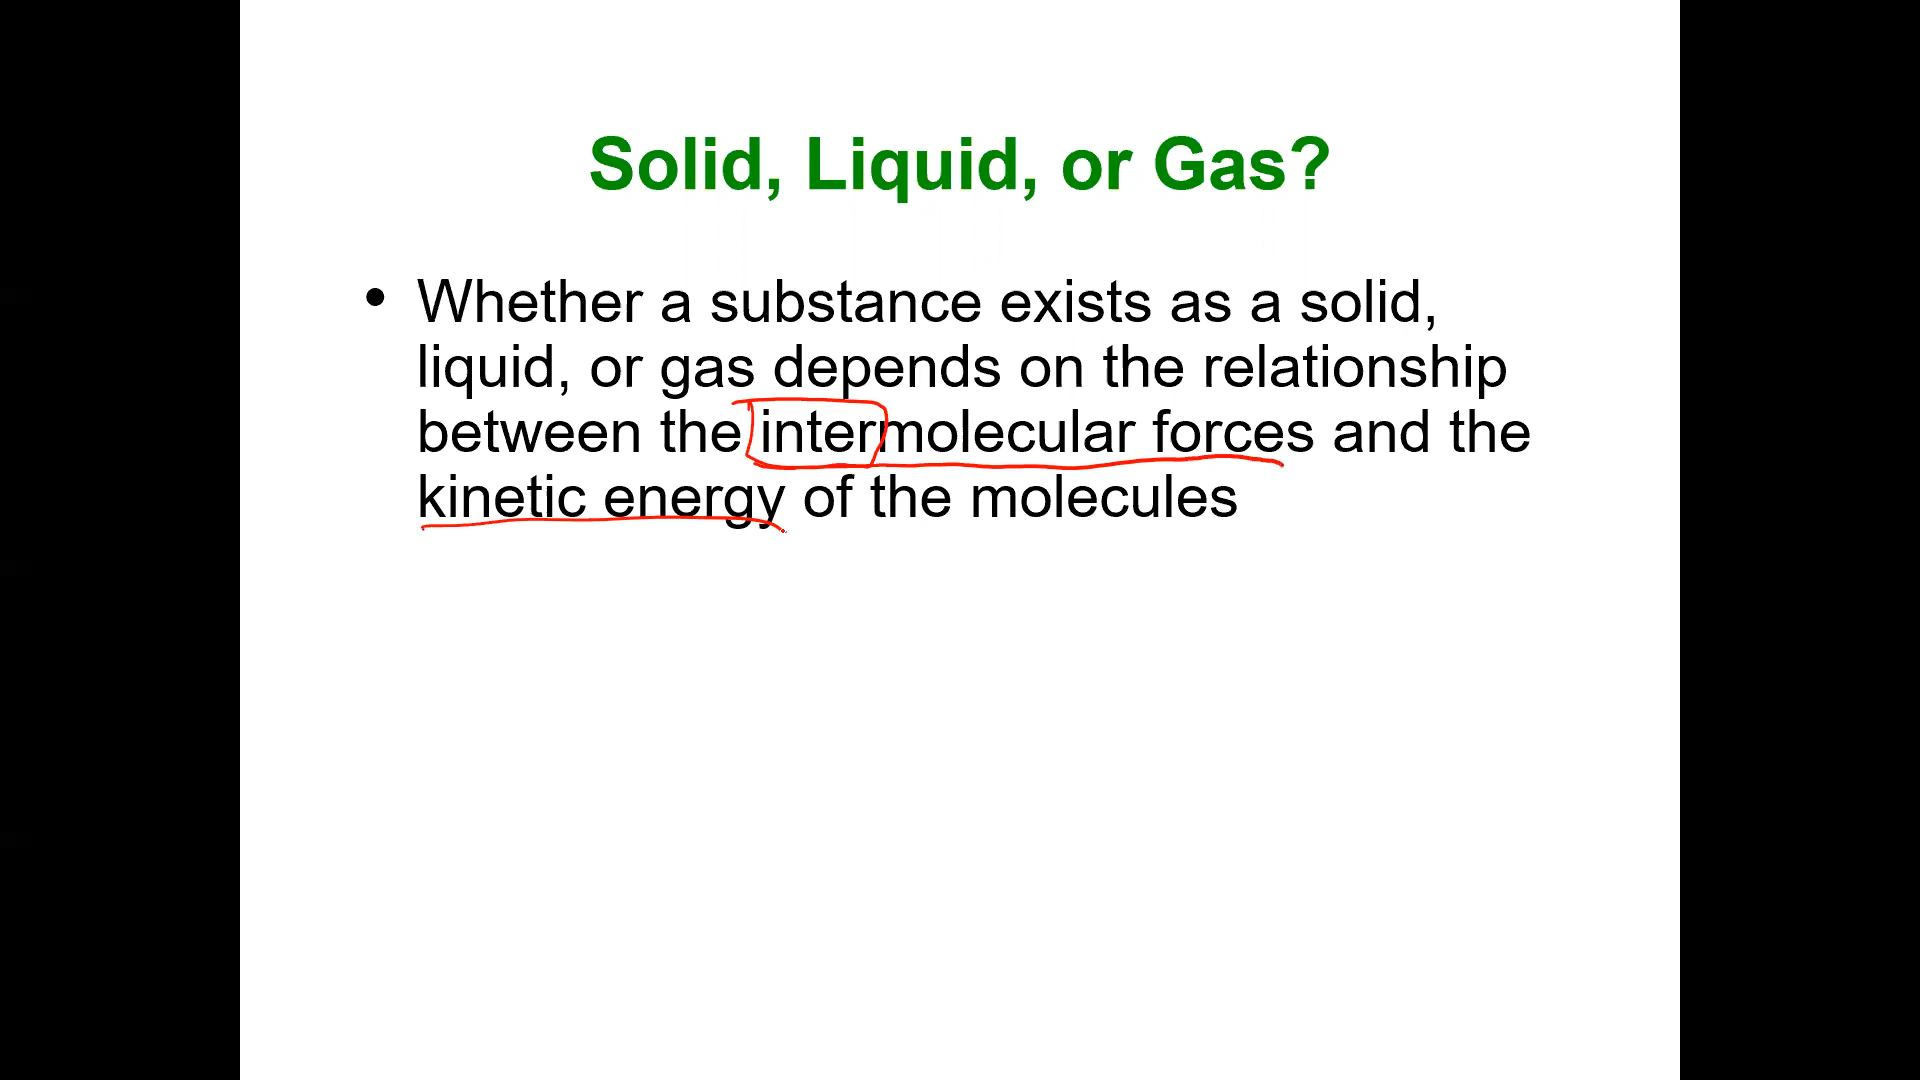 Solid, Liquid, or Gas?
• Whether a substance exists as a solid,
liquid, or gas depends on the relationship
between the intermolecular forces and the
kinetic energy of the molecules